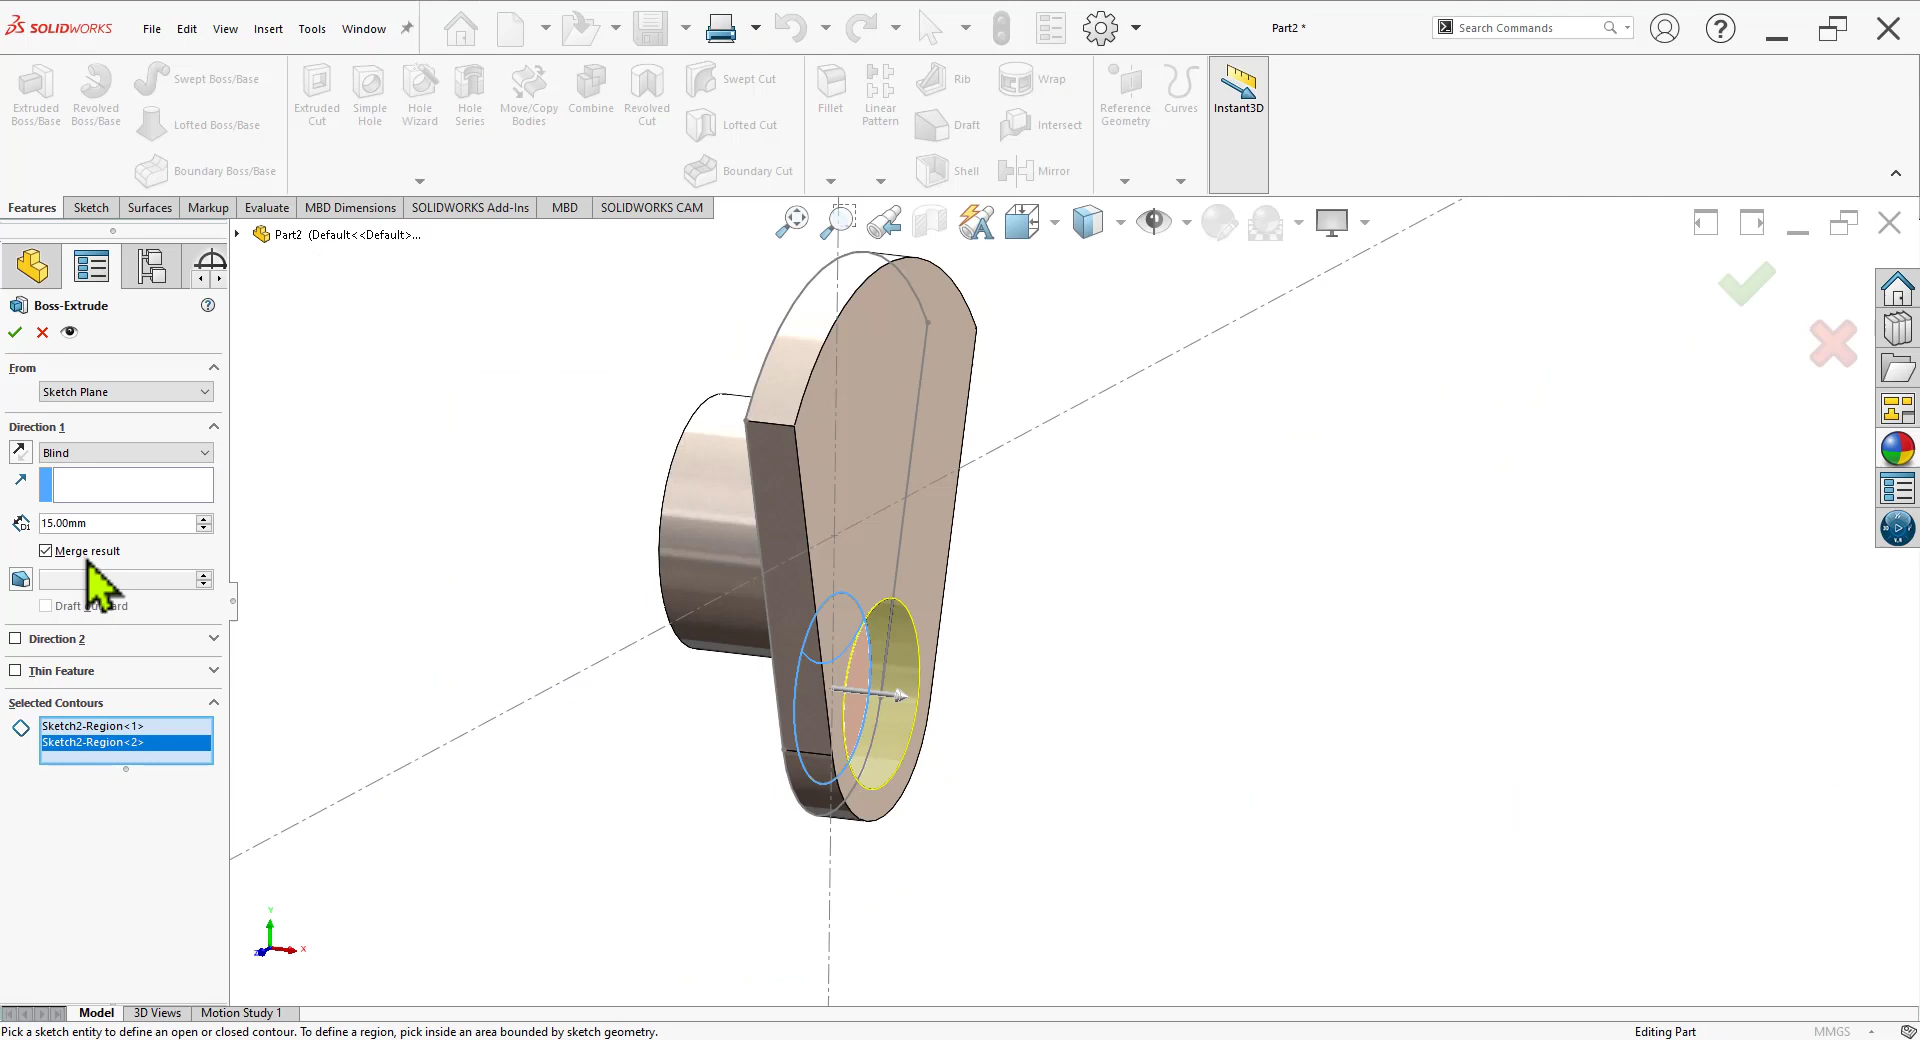 SOLIDWORKS File Edit View Insert Tools Window Part2 * Search Commands
Extruded Boss/Base
Revolved Boss/Base
Swept Boss/Base
Lofted Boss/Base
Boundary Boss/Base
Extruded Cut
Simple Hole
Hole Wizard
Hole Series
Move/Copy Bodies
Combine
Revolved Cut
Swept Cut
Lofted Cut
Boundary Cut
Fillet
Linear Pattern
Rib
Draft
Shell
Wrap
Intersect
Mirror
Reference Geometry
Curves
Instant3D
Features Sketch Surfaces Markup Evaluate MBD Dimensions SOLIDWORKS Add-Ins MBD SOLIDWORKS CAM
Part2 (Default<<Default>...
Boss-Extrude
From
Sketch Plane
Direction 1
Blind
D1
15.00mm
Merge result
Direction 2
Thin Feature
Selected Contours
Sketch2-Region<1>
Sketch2-Region<2>
Y
X
Z
Model 3D Views Motion Study 1
Pick a sketch entity to define an open or closed contour. To define a region, pick inside an area bounded by sketch geometry. Editing Part MMGS